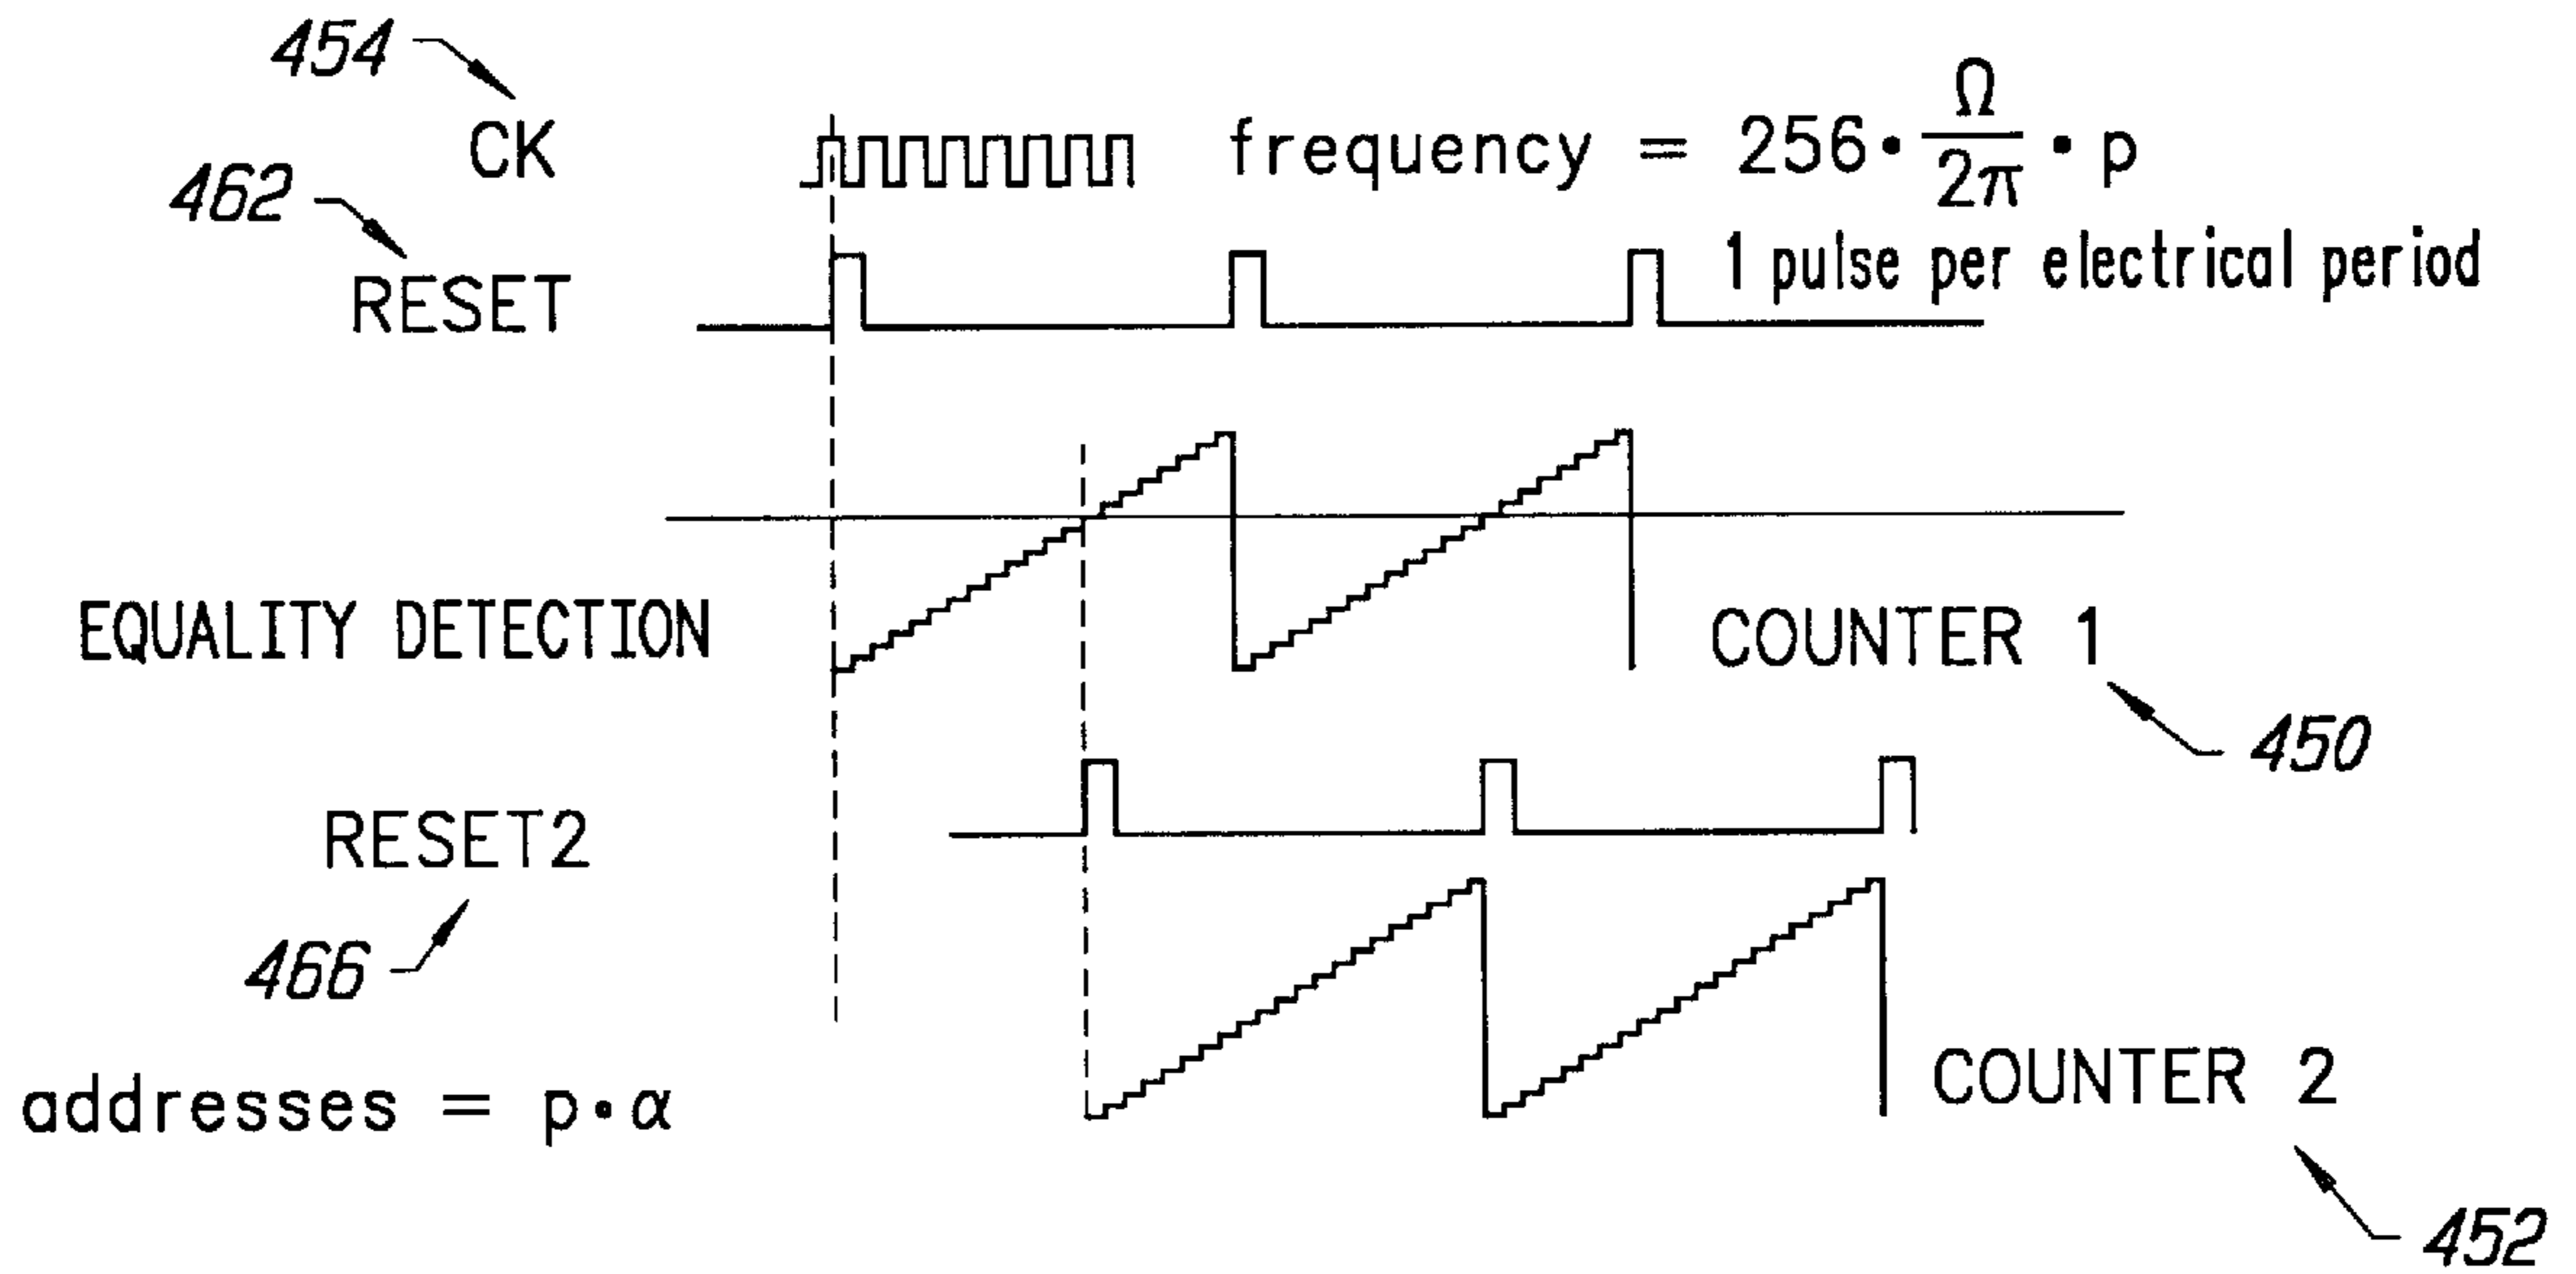 454
CK
frequency = 256 · Ω/2π · p
462
RESET
1 pulse per electrical period
EQUALITY DETECTION
COUNTER 1
450
RESET2
466
addresses = p·α
COUNTER 2
452